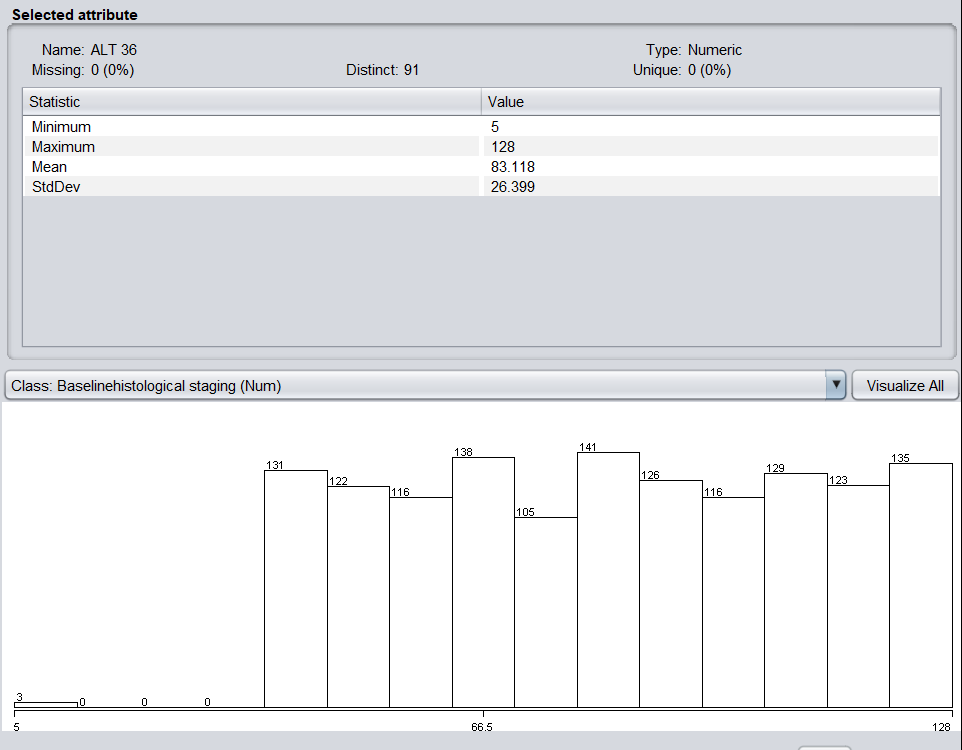 Selected attribute
Name: ALT 36 Type: Numeric
Missing: 0 (0%) Distinct: 91 Unique: 0 (0%)
Statistic Value
Minimum 5
Maximum 128
Mean 83.118
StdDev 26.399
Class: Baselinehistological staging (Num) Visualize All
3 0 0 0 131 122 116 138 105 141 126 116 129 123 135
5 66.5 128